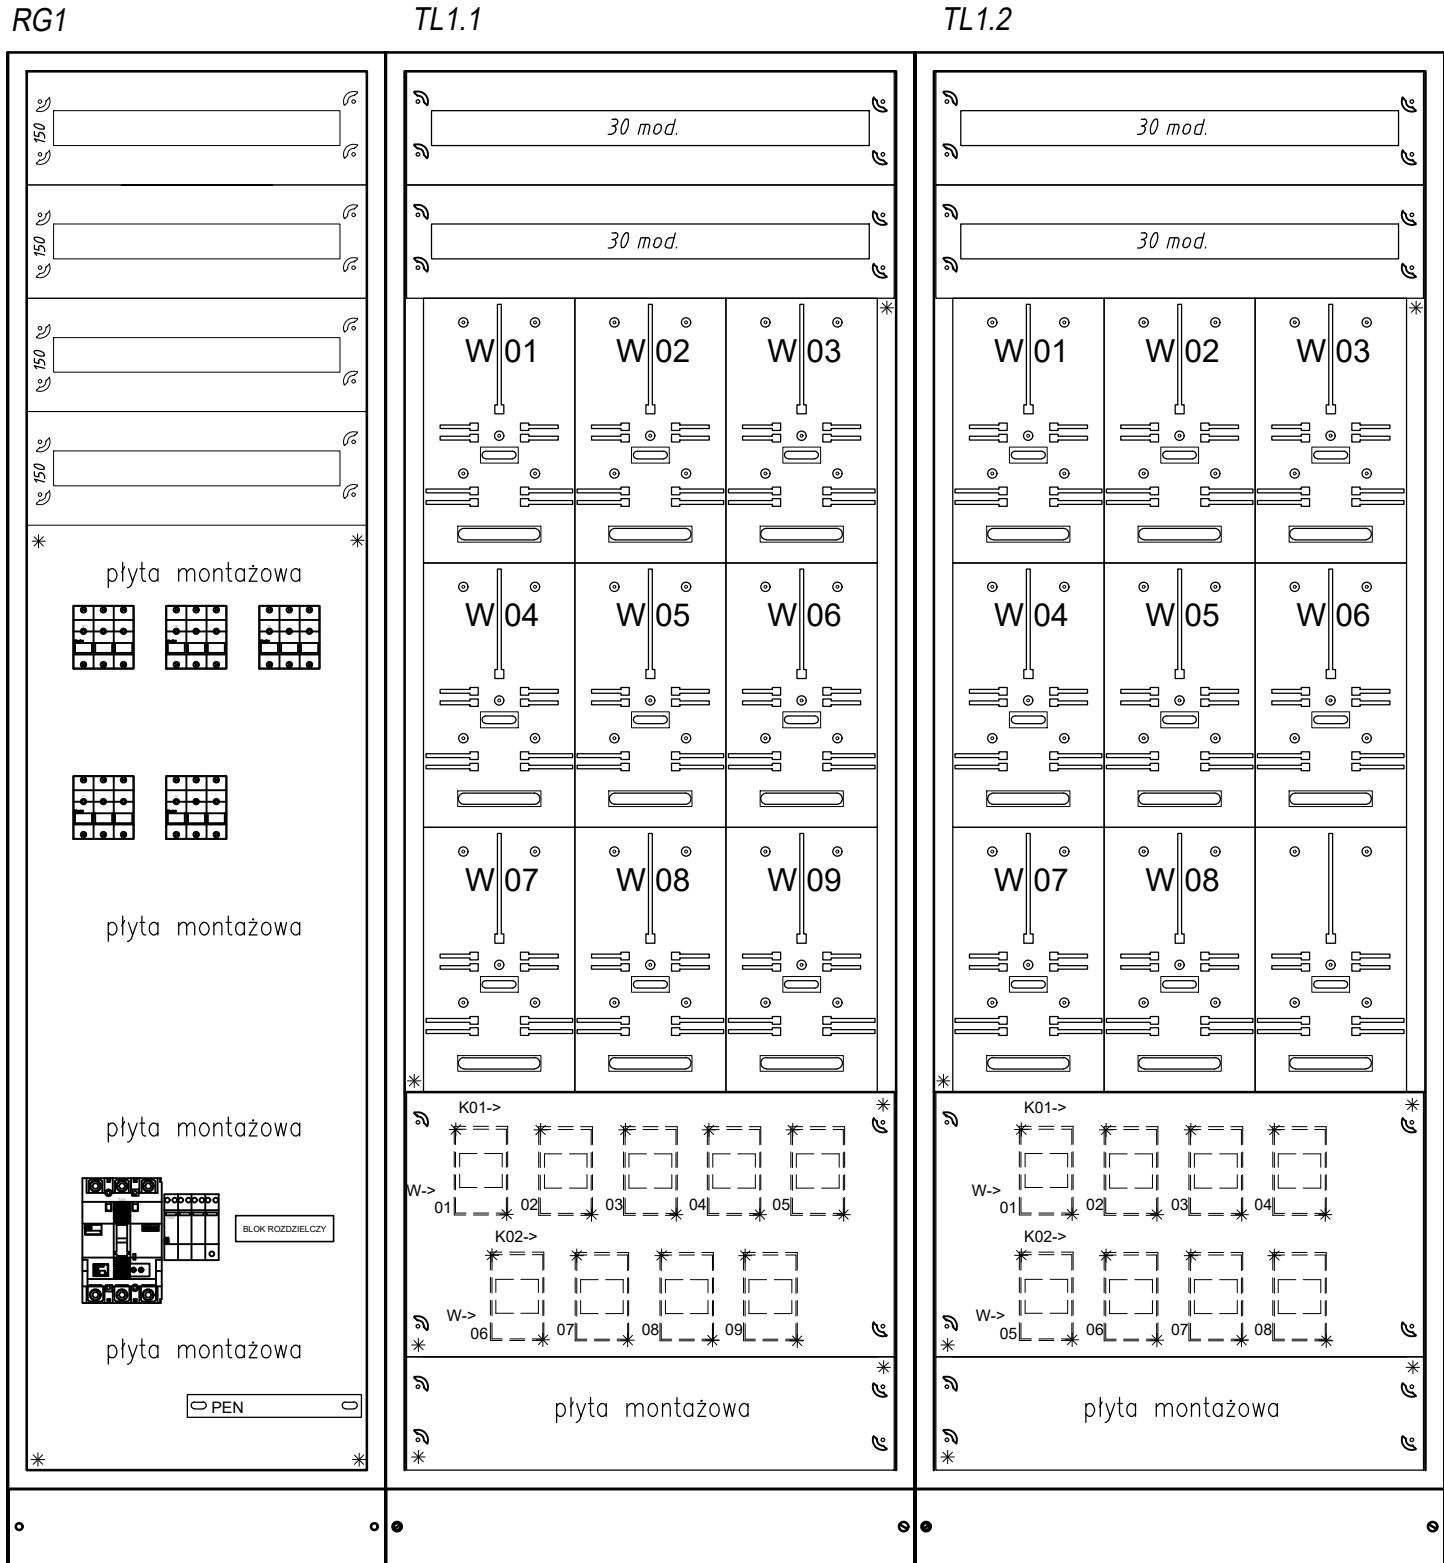 RG1
TL1.1
TL1.2
150
150
150
150
płyta montażowa
płyta montażowa
płyta montażowa
BLOK ROZDZIELCZY
płyta montażowa
PEN
30 mod.
30 mod.
W 01
W 02
W 03
W 04
W 05
W 06
W 07
W 08
W 09
K01->
W->
01
02
03
04
05
K02->
W->
06
07
08
09
płyta montażowa
30 mod.
30 mod.
W 01
W 02
W 03
W 04
W 05
W 06
W 07
W 08
K01->
W->
01
02
03
04
K02->
W->
05
06
07
08
płyta montażowa